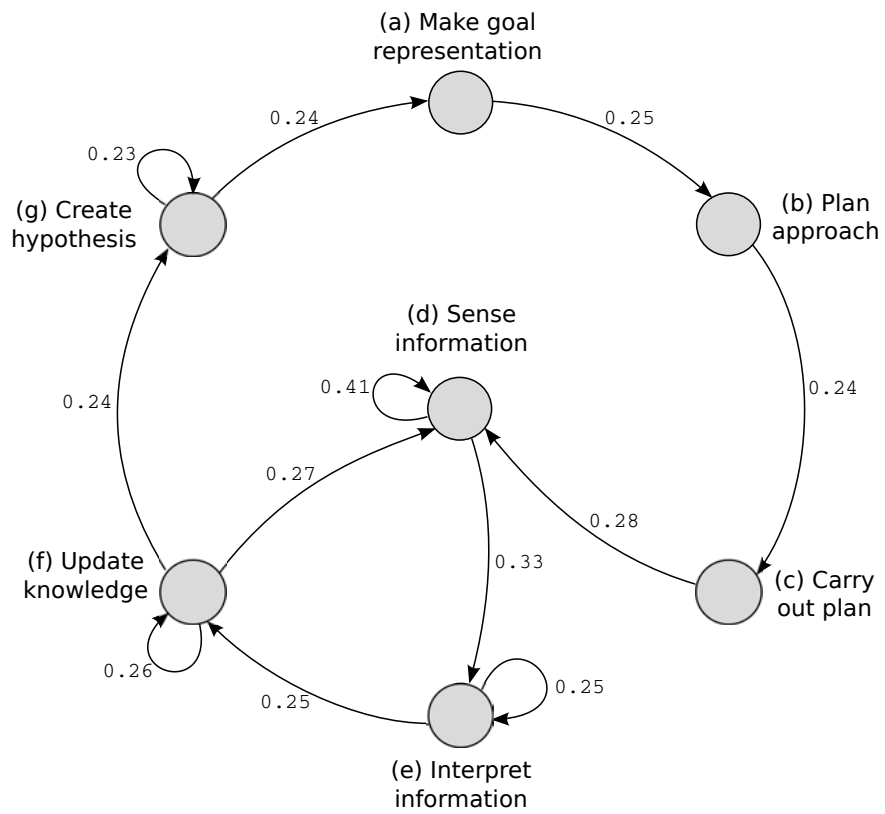 (a) Make goal
representation
0.24
0.25
0.23
(g) Create
hypothesis
(b) Plan
approach
(d) Sense
information
0.41
0.24
0.24
0.27
0.28
0.33
(f) Update
knowledge
(c) Carry
out plan
0.26
0.25
0.25
(e) Interpret
information